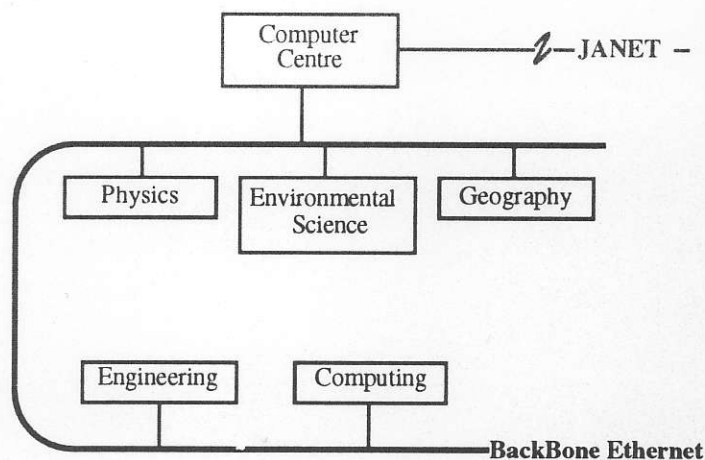 Computer
Centre
JANET
Physics
Environmental
Science
Geography
Engineering
Computing
BackBone Ethernet